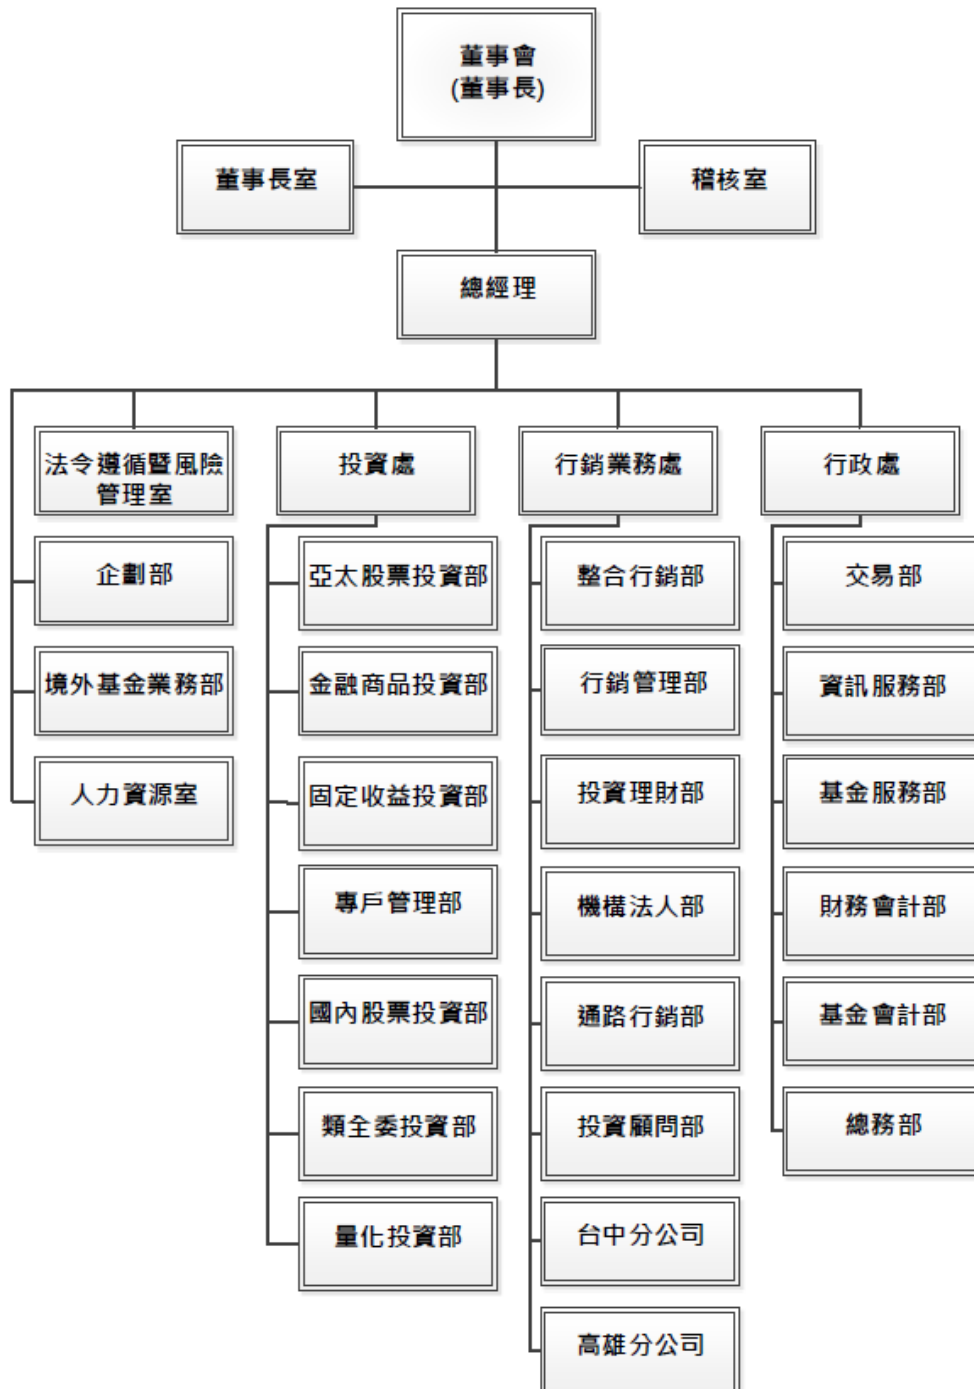 董事會
(董事長)
董事長室
稽核室
總經理
法令遵循暨風險
管理室
投資處
行銷業務處
行政處
企劃部
亞太股票投資部
整合行銷部
交易部
境外基金業務部
金融商品投資部
行銷管理部
資訊服務部
人力資源室
固定收益投資部
投資理財部
基金服務部
專戶管理部
機構法人部
財務會計部
國內股票投資部
通路行銷部
基金會計部
類全委投資部
投資顧問部
總務部
量化投資部
台中分公司
高雄分公司